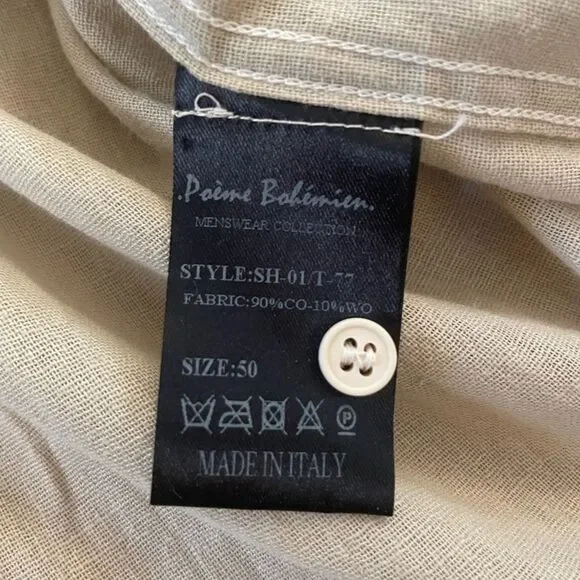 .Poème Bohémien.
MENSWEAR COLLECTION
STYLE:SH-01/T-77
FABRIC:90%CO-10%WO
SIZE:50
P
MADE IN ITALY